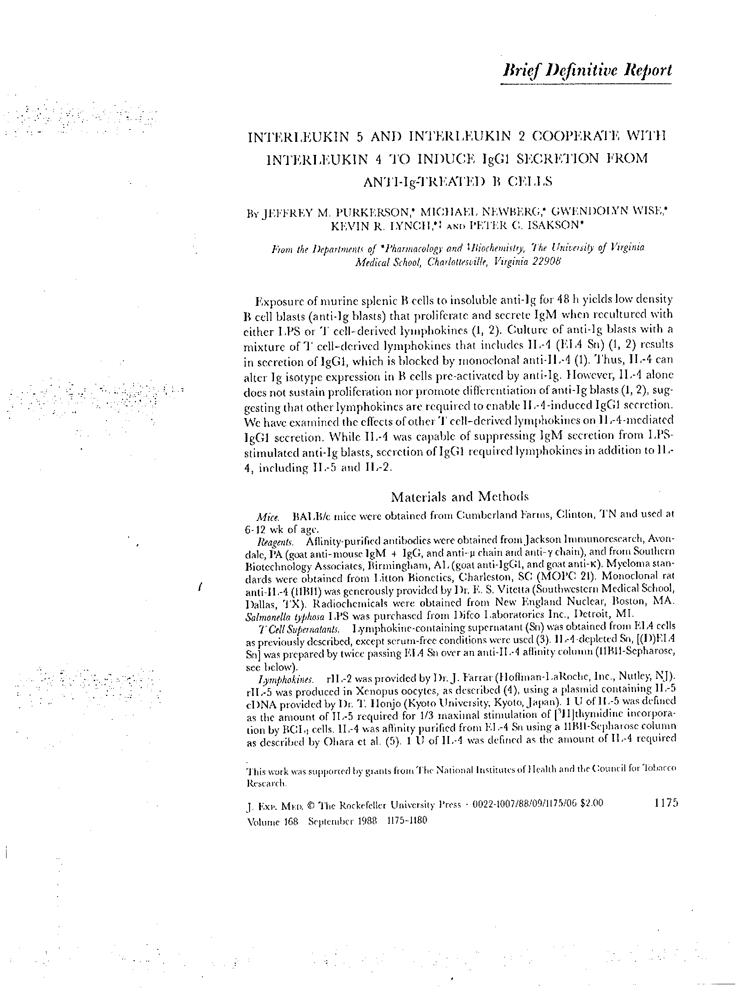 Brief Definitive Report
INTERLEUKIN 5 AND INTERLEUKIN 2 COOPERATE WITH
INTERLEUKIN 4 TO INDUCE IgG1 SECRETION FROM
ANTI-Ig-TREATED B CELLS
By JEFFREY M. PURKERSON,* MICHAEL NEWBERG,* GWENDOLYN WISE,*
KEVIN R. LYNCH,*‡ AND PETER C. ISAKSON*
From the Departments of *Pharmacology and ‡Biochemistry, The University of Virginia
Medical School, Charlottesville, Virginia 22908
Exposure of murine splenic B cells to insoluble anti-Ig for 48 h yields low density
B cell blasts (anti-Ig blasts) that proliferate and secrete IgM when recultured with
either LPS or T cell-derived lymphokines (1, 2). Culture of anti-Ig blasts with a
mixture of T cell-derived lymphokines that includes IL-4 (EL4 Sn) (1, 2) results
in secretion of IgG1, which is blocked by monoclonal anti-IL-4 (1). Thus, IL-4 can
alter Ig isotype expression in B cells pre-activated by anti-Ig. However, IL-4 alone
does not sustain proliferation nor promote differentiation of anti-Ig blasts (1, 2), sug-
gesting that other lymphokines are required to enable IL-4-induced IgG1 secretion.
We have examined the effects of other T cell-derived lymphokines on IL-4-mediated
IgG1 secretion. While IL-4 was capable of suppressing IgM secretion from LPS-
stimulated anti-Ig blasts, secretion of IgG1 required lymphokines in addition to IL-
4, including IL-5 and IL-2.
Materials and Methods
Mice. BALB/c mice were obtained from Cumberland Farms, Clinton, TN and used at
6-12 wk of age.
Reagents. Affinity-purified antibodies were obtained from Jackson Immunoresearch, Avon-
dale, PA (goat anti-mouse IgM + IgG, and anti-μ chain and anti-γ chain), and from Southern
Biotechnology Associates, Birmingham, AL (goat anti-IgG1, and goat anti-κ). Myeloma stan-
dards were obtained from Litton Bionetics, Charleston, SC (MOPC 21). Monoclonal rat
anti-IL-4 (11B11) was generously provided by Dr. E. S. Vitetta (Southwestern Medical School,
Dallas, TX). Radiochemicals were obtained from New England Nuclear, Boston, MA.
Salmonella typhosa LPS was purchased from Difco Laboratories Inc., Detroit, MI.
T Cell Supernatants. Lymphokine-containing supernatant (Sn) was obtained from EL4 cells
as previously described, except serum-free conditions were used (3). IL-4-depleted Sn, [(D)EL4
Sn] was prepared by twice passing EL4 Sn over an anti-IL-4 affinity column (11B11-Sepharose,
see below).
Lymphokines. rIL-2 was provided by Dr. J. Farrar (Hoffman-LaRoche, Inc., Nutley, NJ).
rIL-5 was produced in Xenopus oocytes, as described (4), using a plasmid containing IL-5
cDNA provided by Dr. T. Honjo (Kyoto University, Kyoto, Japan). 1 U of IL-5 was defined
as the amount of IL-5 required for 1/3 maximal stimulation of [³H]thymidine incorpora-
tion by BCL₁ cells. IL-4 was affinity purified from EL-4 Sn using a 11B11-Sepharose column
as described by Ohara et al. (5). 1 U of IL-4 was defined as the amount of IL-4 required
This work was supported by grants from The National Institutes of Health and the Council for Tobacco
Research.
J. EXP. MED. © The Rockefeller University Press · 0022-1007/88/09/1175/06 $2.00 1175
Volume 168 September 1988 1175-1180